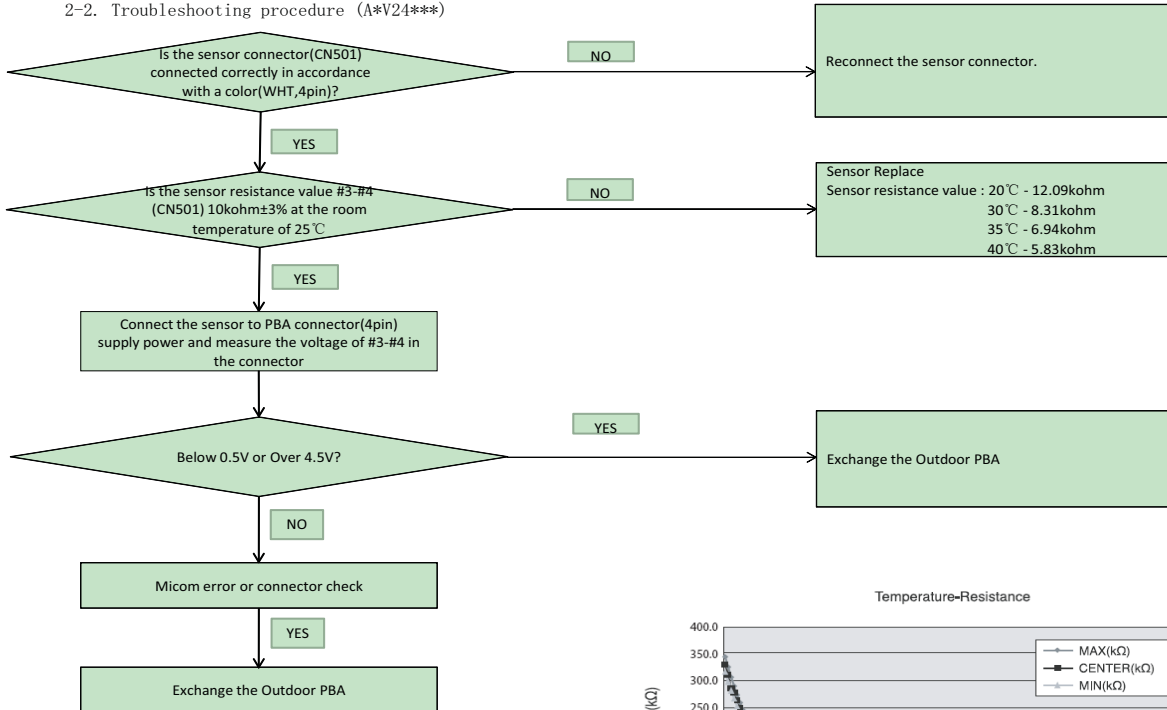 2-2. Troubleshooting procedure (A*V24***)
Is the sensor connector(CN501)
connected correctly in accordance
with a color(WHT,4pin)?
NO
Reconnect the sensor connector.
YES
Is the sensor resistance value #3-#4
(CN501) 10kohm±3% at the room
temperature of 25℃
NO
Sensor Replace
Sensor resistance value : 20℃ - 12.09kohm
30℃ - 8.31kohm
35℃ - 6.94kohm
40℃ - 5.83kohm
YES
Connect the sensor to PBA connector(4pin)
supply power and measure the voltage of #3-#4 in
the connector
Below 0.5V or Over 4.5V?
YES
Exchange the Outdoor PBA
NO
Micom error or connector check
YES
Exchange the Outdoor PBA
Temperature-Resistance
400.0
350.0
300.0
250.0
(kΩ)
MAX(kΩ)
CENTER(kΩ)
MIN(kΩ)